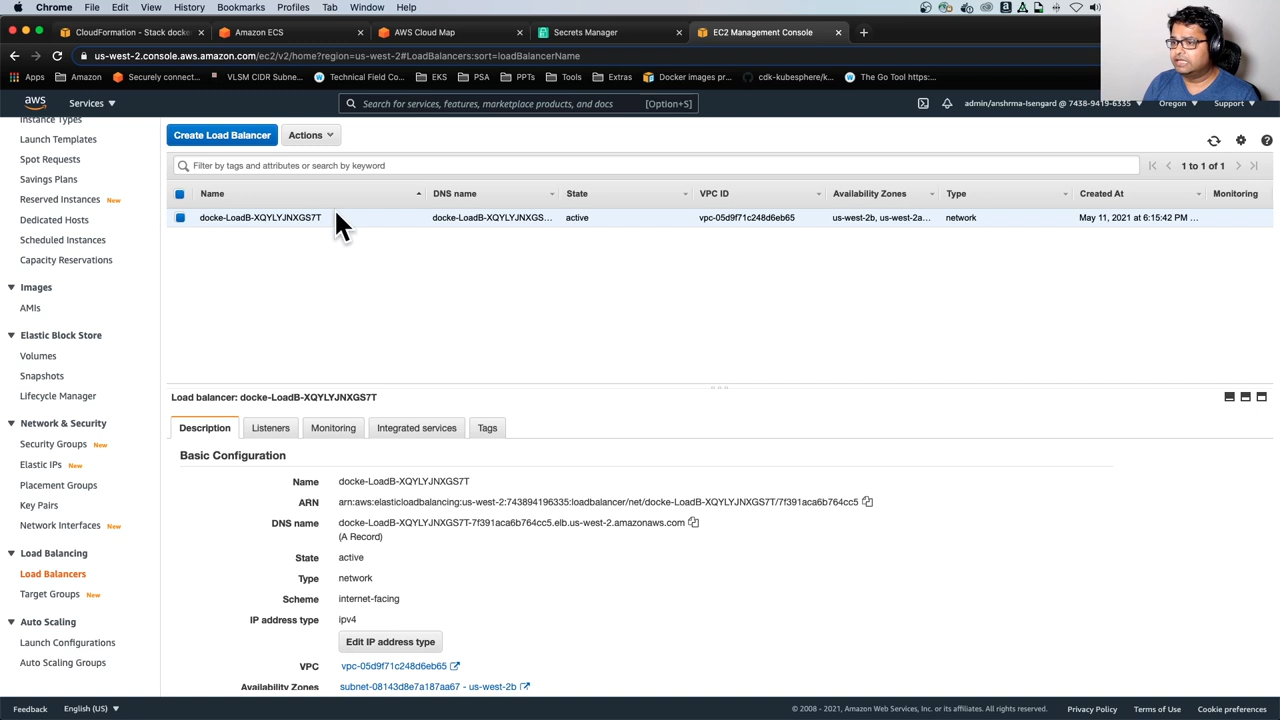 Chrome File Edit View History Bookmarks Profiles Tab Window Help
CloudFormation - Stack docke
Amazon ECS
AWS Cloud Map
Secrets Manager
EC2 Management Console
us-west-2.console.aws.amazon.com/ec2/v2/home?region=us-west-2#LoadBalancers:sort=loadBalancerName
Apps Amazon Securely connect... VLSM CIDR Subne... Technical Field Co... EKS PSA PPTs Tools Extras Docker images pr... cdk-kubesphere/k... The Go Tool https:...
aws Services Search for services, features, marketplace products, and docs [Option+S] admin/anshrma-Isengard @ 7438-9419-6335 Oregon Support
Instance Types
Launch Templates
Spot Requests
Savings Plans
Reserved Instances New
Dedicated Hosts
Scheduled Instances
Capacity Reservations
Images
AMIs
Elastic Block Store
Volumes
Snapshots
Lifecycle Manager
Network & Security
Security Groups New
Elastic IPs New
Placement Groups
Key Pairs
Network Interfaces New
Load Balancing
Load Balancers
Target Groups New
Auto Scaling
Launch Configurations
Auto Scaling Groups
Create Load Balancer Actions
Filter by tags and attributes or search by keyword
1 to 1 of 1
Name DNS name State VPC ID Availability Zones Type Created At Monitoring
docke-LoadB-XQYLYJNXGS7T docke-LoadB-XQYLYJNXGS... active vpc-05d9f71c248d6eb65 us-west-2b, us-west-2a... network May 11, 2021 at 6:15:42 PM ...
Load balancer: docke-LoadB-XQYLYJNXGS7T
Description Listeners Monitoring Integrated services Tags
Basic Configuration
Name docke-LoadB-XQYLYJNXGS7T
ARN arn:aws:elasticloadbalancing:us-west-2:743894196335:loadbalancer/net/docke-LoadB-XQYLYJNXGS7T/7f391aca6b764cc5
DNS name docke-LoadB-XQYLYJNXGS7T-7f391aca6b764cc5.elb.us-west-2.amazonaws.com
(A Record)
State active
Type network
Scheme internet-facing
IP address type ipv4
Edit IP address type
VPC vpc-05d9f71c248d6eb65
Availability Zones subnet-08143d8e7a187aa67 - us-west-2b
Feedback English (US) © 2008 - 2021, Amazon Web Services, Inc. or its affiliates. All rights reserved. Privacy Policy Terms of Use Cookie preferences